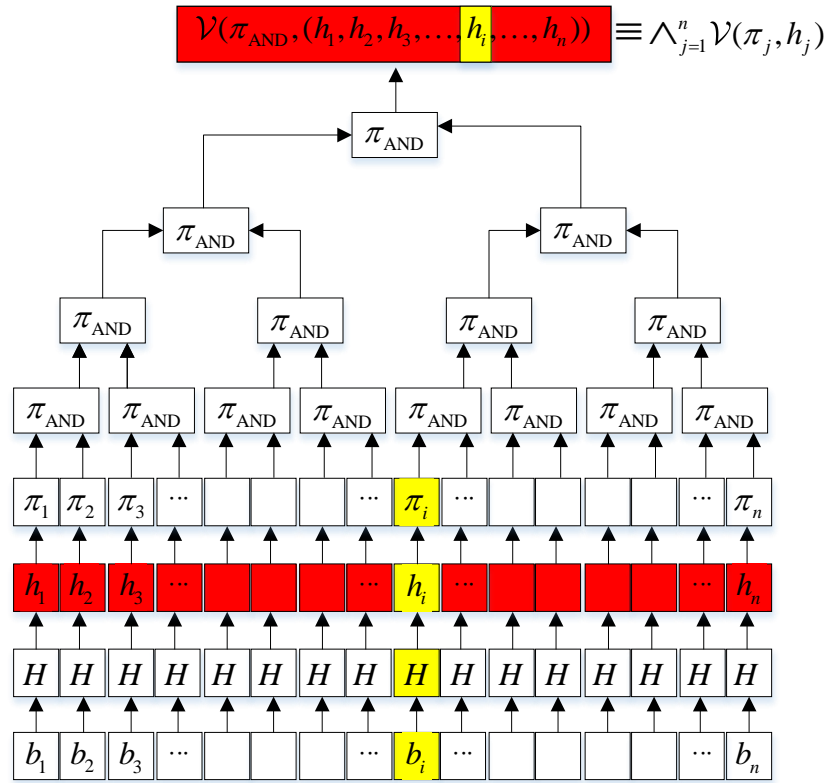 𝒱(π_AND, (h_1, h_2, h_3, …, h_i, …, h_n)) ≡ ∧_{j=1}^n 𝒱(π_j, h_j)
π_AND
π_AND π_AND
π_AND π_AND π_AND π_AND
π_AND π_AND π_AND π_AND π_AND π_AND π_AND π_AND
π_1 π_2 π_3 ... ... π_i ... ... π_n
h_1 h_2 h_3 ... ... h_i ... ... h_n
H H H H H H H H H H H H H H H H
b_1 b_2 b_3 ... ... b_i ... ... b_n